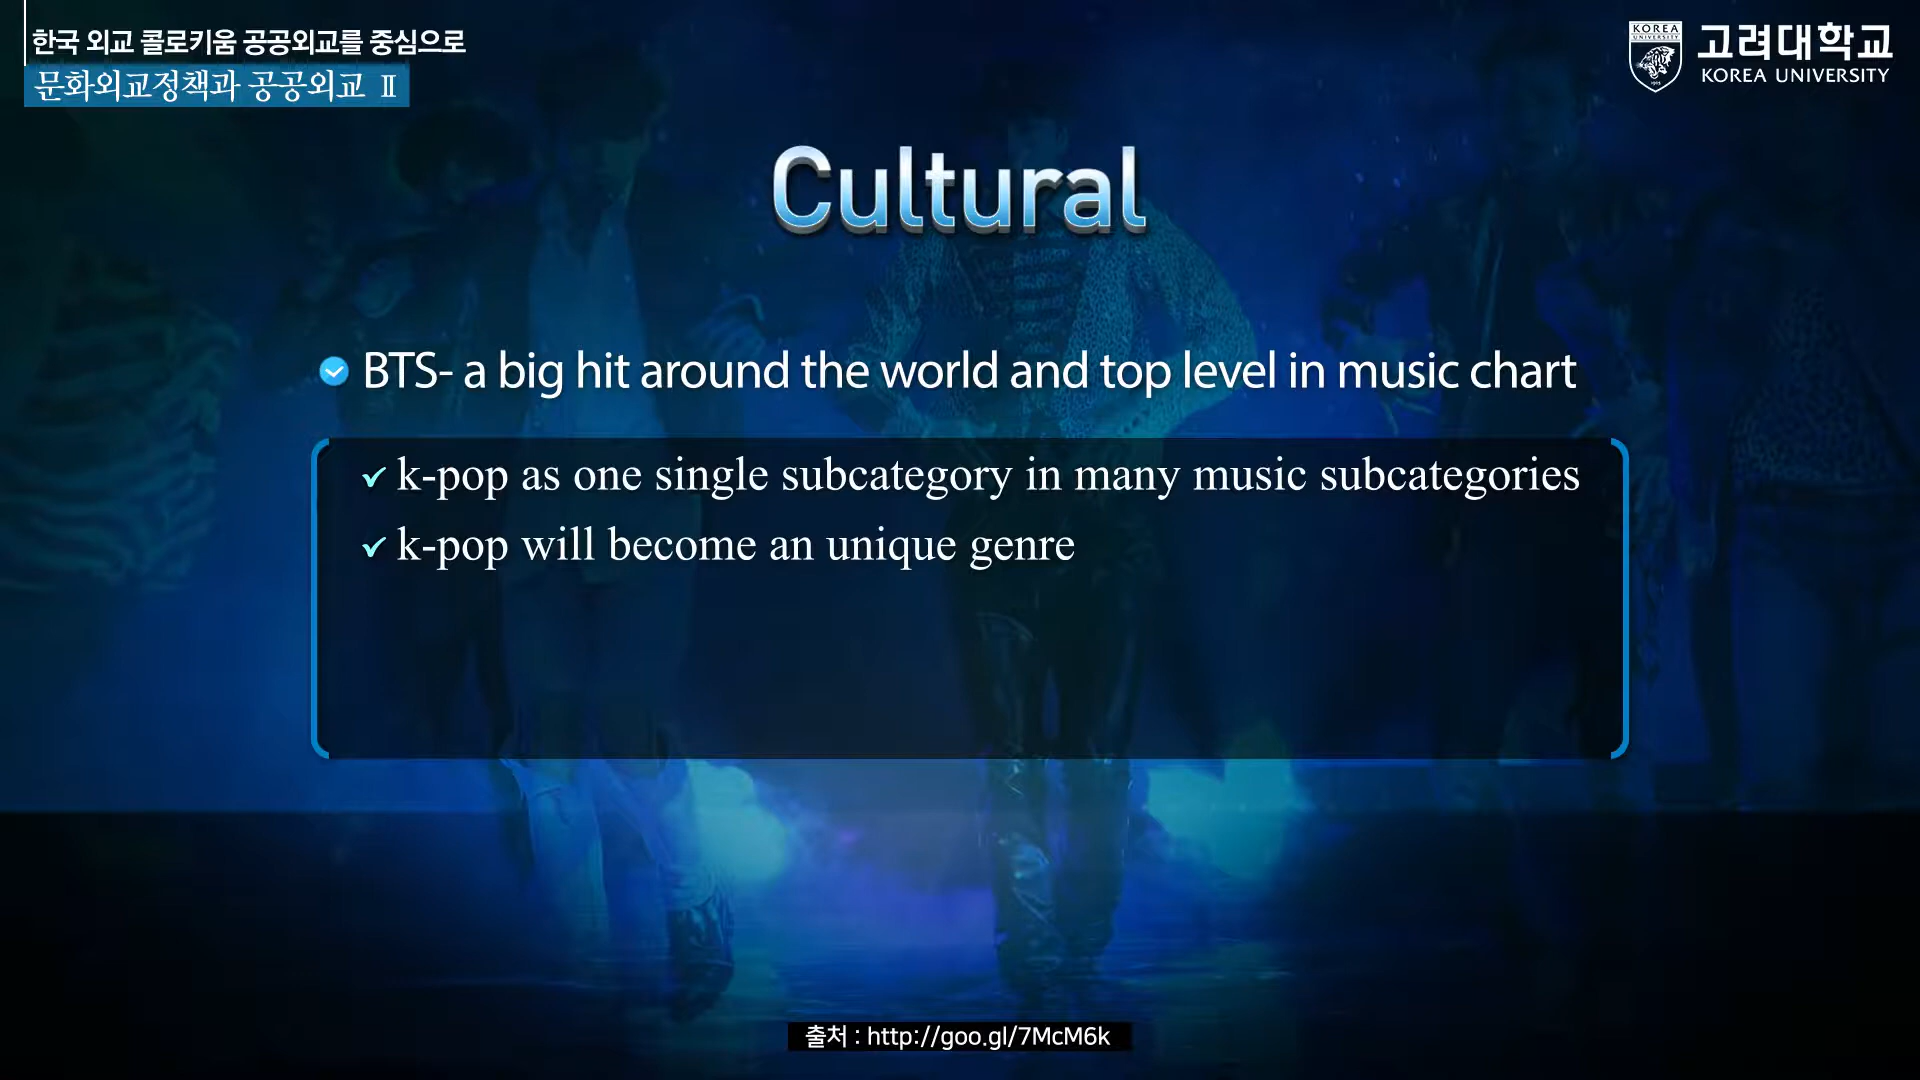 한국 외교 콜로키움 공공외교를 중심으로
문화외교정책과 공공외교 Ⅱ
KOREA
UNIVERSITY
1905
고려대학교
KOREA UNIVERSITY
Cultural
BTS- a big hit around the world and top level in music chart
k-pop as one single subcategory in many music subcategories
k-pop will become an unique genre
출처 : http://goo.gl/7McM6k